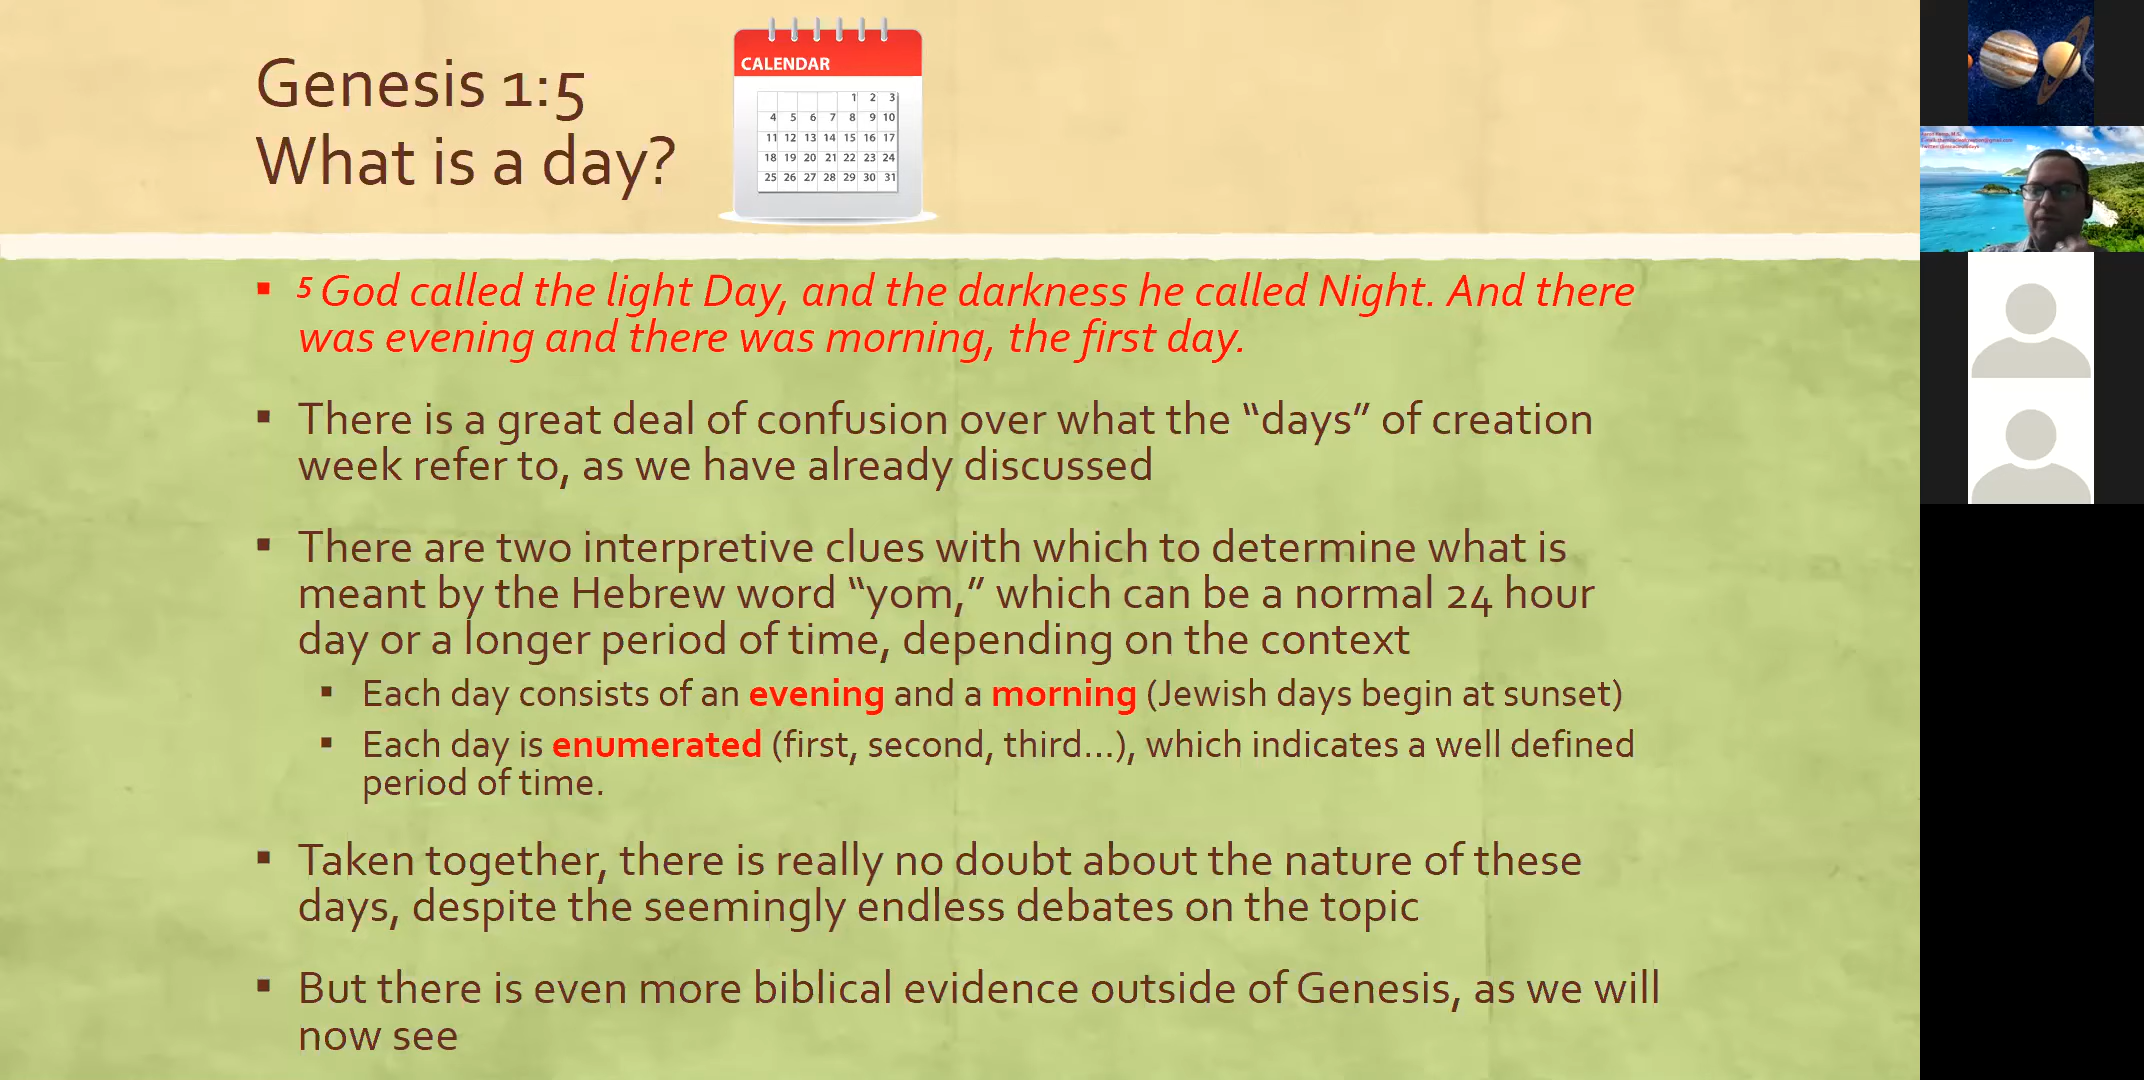 Genesis 1:5
What is a day?
CALENDAR
1 2 3
4 5 6 7 8 9 10
11 12 13 14 15 16 17
18 19 20 21 22 23 24
25 26 27 28 29 30 31
5 God called the light Day, and the darkness he called Night. And there
was evening and there was morning, the first day.
There is a great deal of confusion over what the “days” of creation
week refer to, as we have already discussed
There are two interpretive clues with which to determine what is
meant by the Hebrew word “yom,” which can be a normal 24 hour
day or a longer period of time, depending on the context
Each day consists of an evening and a morning (Jewish days begin at sunset)
Each day is enumerated (first, second, third...), which indicates a well defined
period of time.
Taken together, there is really no doubt about the nature of these
days, despite the seemingly endless debates on the topic
But there is even more biblical evidence outside of Genesis, as we will
now see